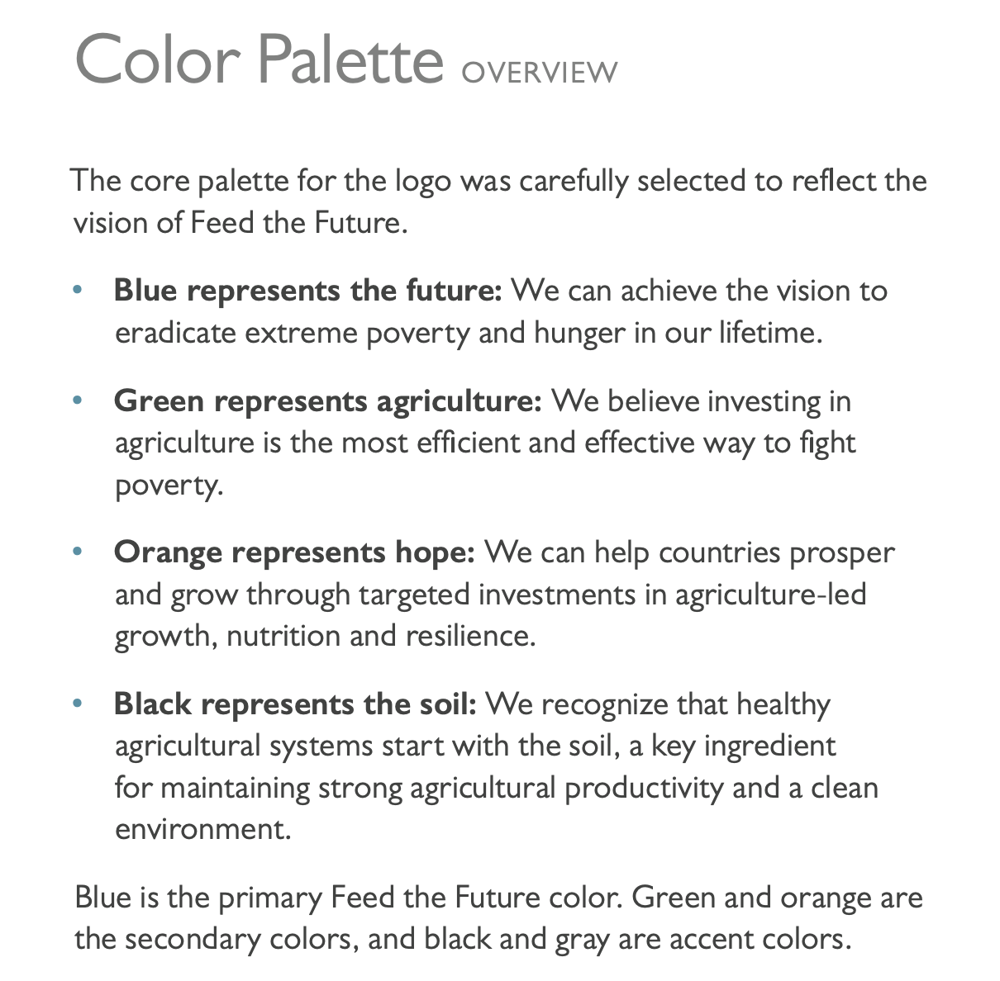 Color Palette OVERVIEW
The core palette for the logo was carefully selected to reflect the
vision of Feed the Future.
• Blue represents the future: We can achieve the vision to
eradicate extreme poverty and hunger in our lifetime.
• Green represents agriculture: We believe investing in
agriculture is the most efficient and effective way to fight
poverty.
• Orange represents hope: We can help countries prosper
and grow through targeted investments in agriculture-led
growth, nutrition and resilience.
• Black represents the soil: We recognize that healthy
agricultural systems start with the soil, a key ingredient
for maintaining strong agricultural productivity and a clean
environment.
Blue is the primary Feed the Future color. Green and orange are
the secondary colors, and black and gray are accent colors.